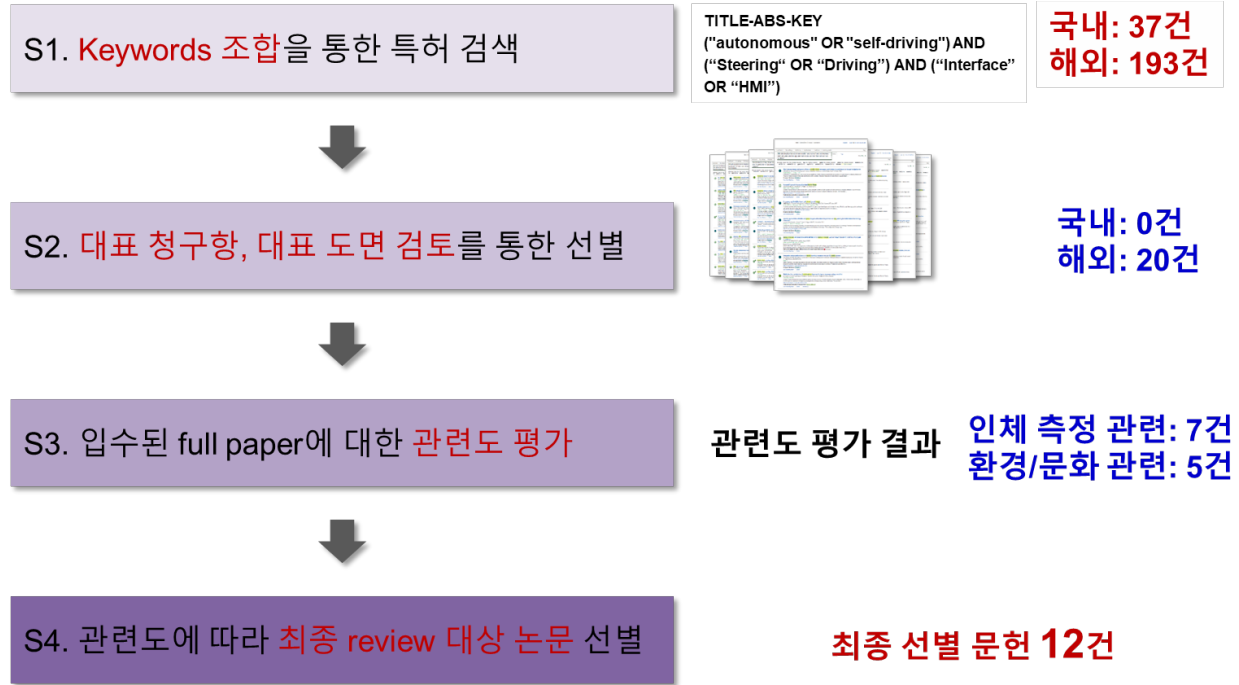 S1. Keywords 조합을 통한 특허 검색
TITLE-ABS-KEY
("autonomous" OR "self-driving") AND
(“Steering“ OR “Driving”) AND (“Interface”
OR “HMI”)
국내: 37건
해외: 193건
S2. 대표 청구항, 대표 도면 검토를 통한 선별
국내: 0건
해외: 20건
S3. 입수된 full paper에 대한 관련도 평가
관련도 평가 결과
인체 측정 관련: 7건
환경/문화 관련: 5건
S4. 관련도에 따라 최종 review 대상 논문 선별
최종 선별 문헌 12건